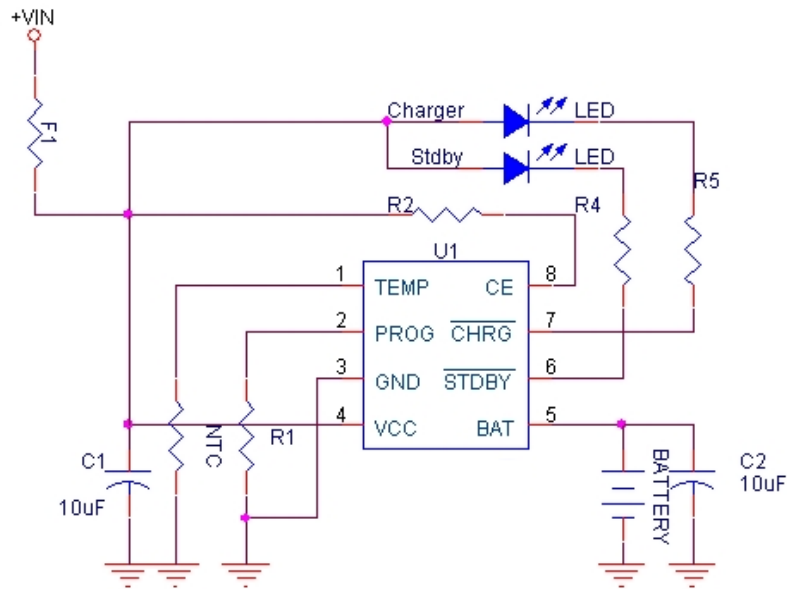 +VIN
F1
Charger
LED
Stdby
LED
R5
R2
R4
U1
1
TEMP
CE
8
2
PROG
CHRG
7
3
GND
STDBY
6
4
VCC
BAT
5
NTC
R1
C1
10uF
BATTERY
C2
10uF